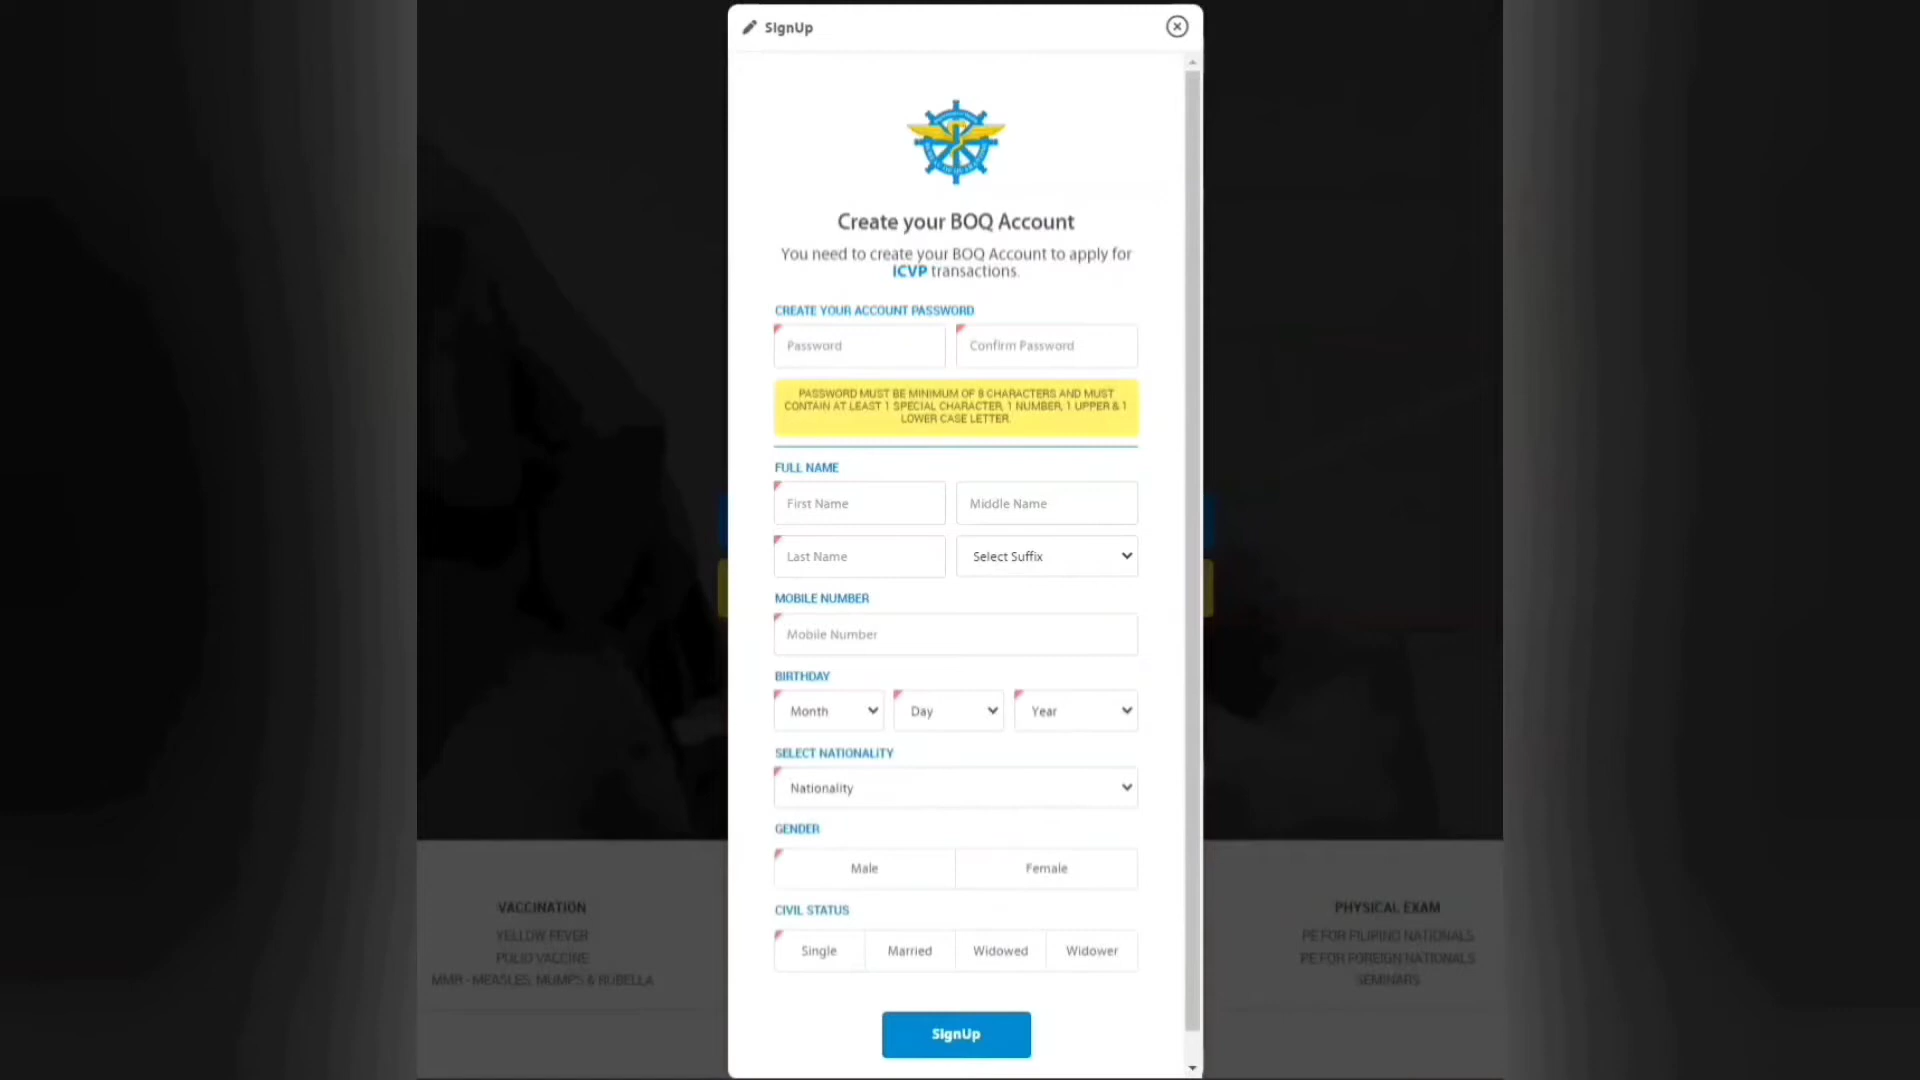 SignUp
Create your BOQ Account
You need to create your BOQ Account to apply for
ICVP transactions.
CREATE YOUR ACCOUNT PASSWORD
Password
Confirm Password
PASSWORD MUST BE MINIMUM OF 8 CHARACTERS AND MUST
CONTAIN AT LEAST 1 SPECIAL CHARACTER, 1 NUMBER, 1 UPPER & 1
LOWER CASE LETTER.
FULL NAME
First Name
Middle Name
Last Name
Select Suffix
MOBILE NUMBER
Mobile Number
BIRTHDAY
Month
Day
Year
SELECT NATIONALITY
Nationality
GENDER
Male
Female
CIVIL STATUS
Single
Married
Widowed
Widower
SignUp
VACCINATION
YELLOW FEVER
POLIO VACCINE
MMR - MEASLES, MUMPS & RUBELLA
PHYSICAL EXAM
PE FOR FILIPINO NATIONALS
PE FOR FOREIGN NATIONALS
SEMINARS